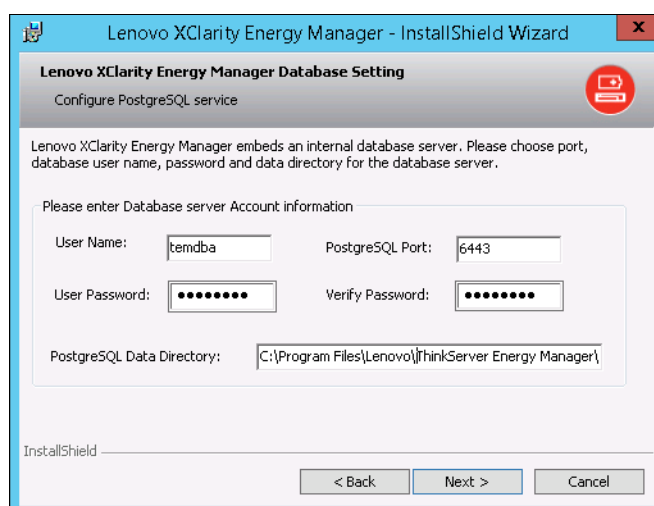 Lenovo XClarity Energy Manager - InstallShield Wizard
x
Lenovo XClarity Energy Manager Database Setting
Configure PostgreSQL service
Lenovo XClarity Energy Manager embeds an internal database server. Please choose port,
database user name, password and data directory for the database server.
Please enter Database server Account information
User Name: temdba PostgreSQL Port: 6443
User Password: •••••••• Verify Password: ••••••••
PostgreSQL Data Directory: C:\Program Files\Lenovo\ThinkServer Energy Manager\
InstallShield
< Back Next > Cancel